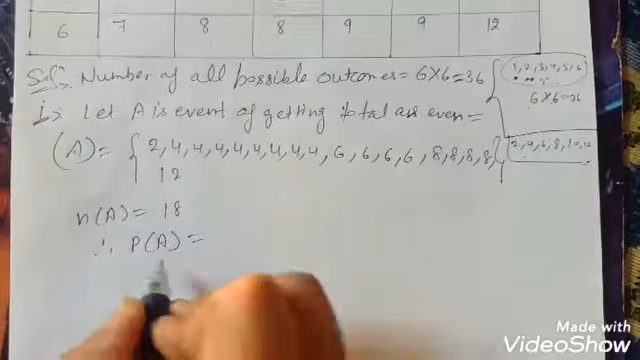 6 7 8 8 9 9 12
Solⁿ:- Number of all possible outcomes = 6×6=36
1, 2, 3, 4, 5, 6
6×6=36
i:- Let A is event of getting total as even =
(A) = { 2, 4, 4, 4, 4, 4, 4, 4, 4, 6, 6, 6, 6, 8, 8, 8, 8,
12 }
2, 4, 6, 8, 10, 12
n(A) = 18
∴ P(A) =
Made with
VideoShow